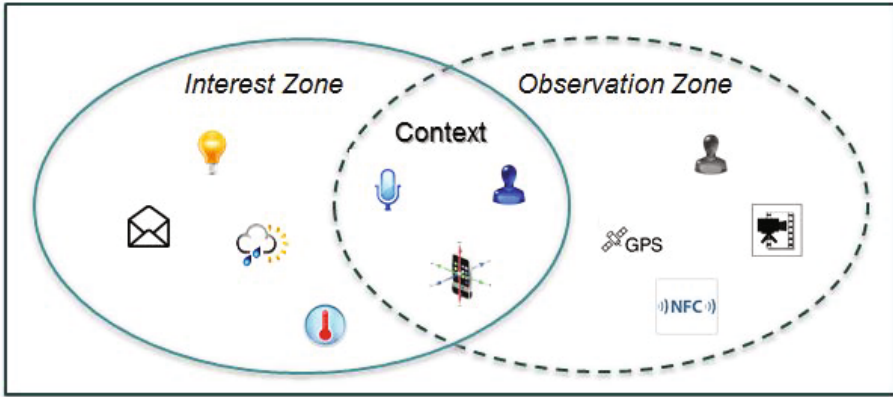 Interest Zone
Observation Zone
Context
GPS
NFC